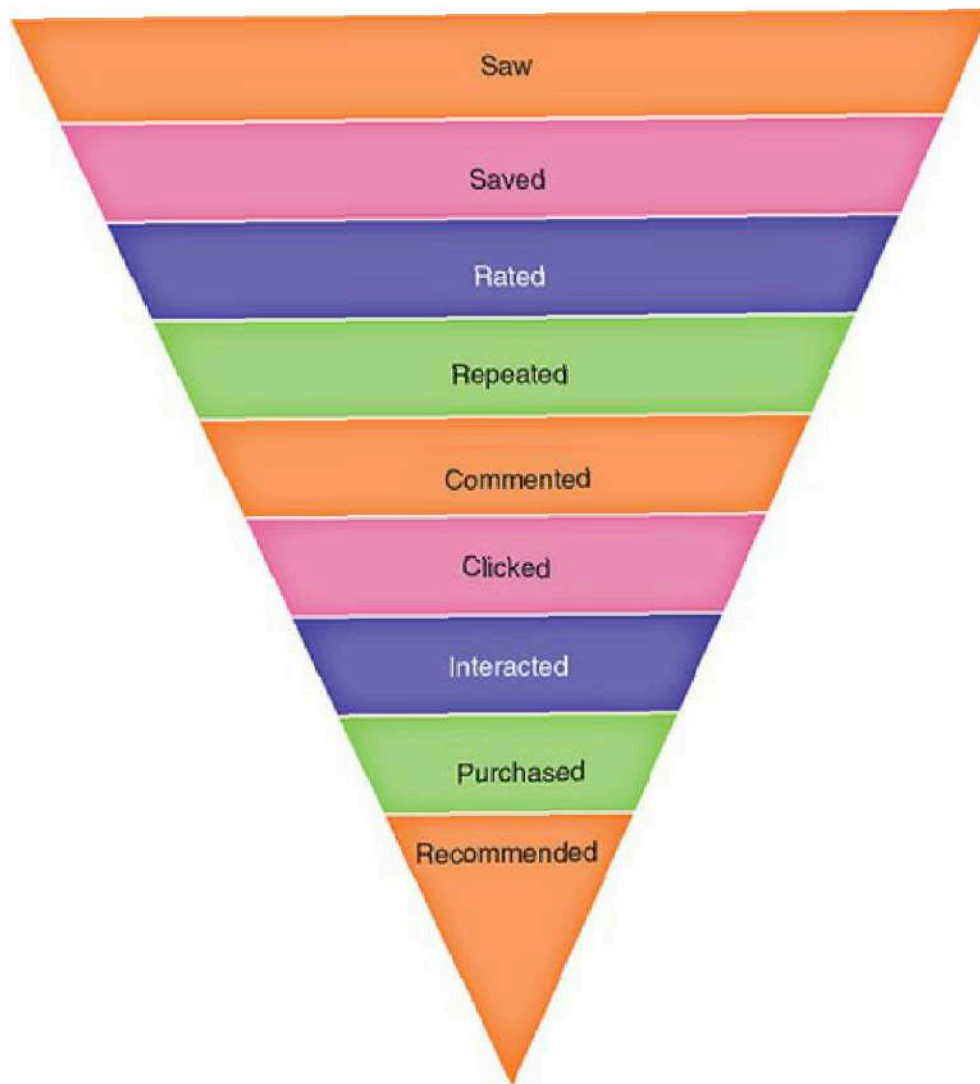 Saw
Saved
Rated
Repeated
Commented
Clicked
Interacted
Purchased
Recommended